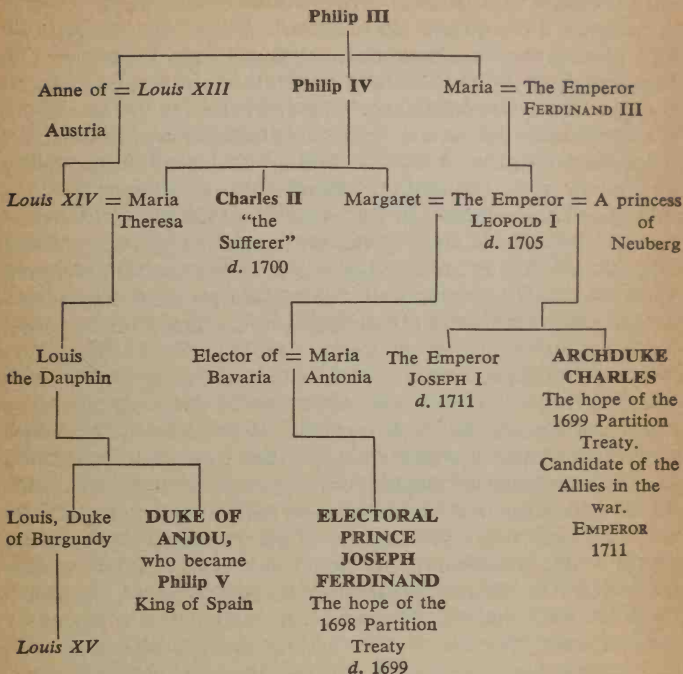 Philip III
Anne of = Louis XIII
Austria
Philip IV
Maria = The Emperor
FERDINAND III
Louis XIV = Maria
Theresa
Charles II
“the
Sufferer”
d. 1700
Margaret = The Emperor = A princess
LEOPOLD I
d. 1705
of
Neuberg
Louis
the Dauphin
Elector of = Maria
Bavaria Antonia
The Emperor
JOSEPH I
d. 1711
ARCHDUKE
CHARLES
The hope of the
1699 Partition
Treaty.
Candidate of the
Allies in the
war.
EMPEROR
1711
Louis, Duke
of Burgundy
DUKE OF
ANJOU,
who became
Philip V
King of Spain
ELECTORAL
PRINCE
JOSEPH
FERDINAND
The hope of the
1698 Partition
Treaty
d. 1699
Louis XV